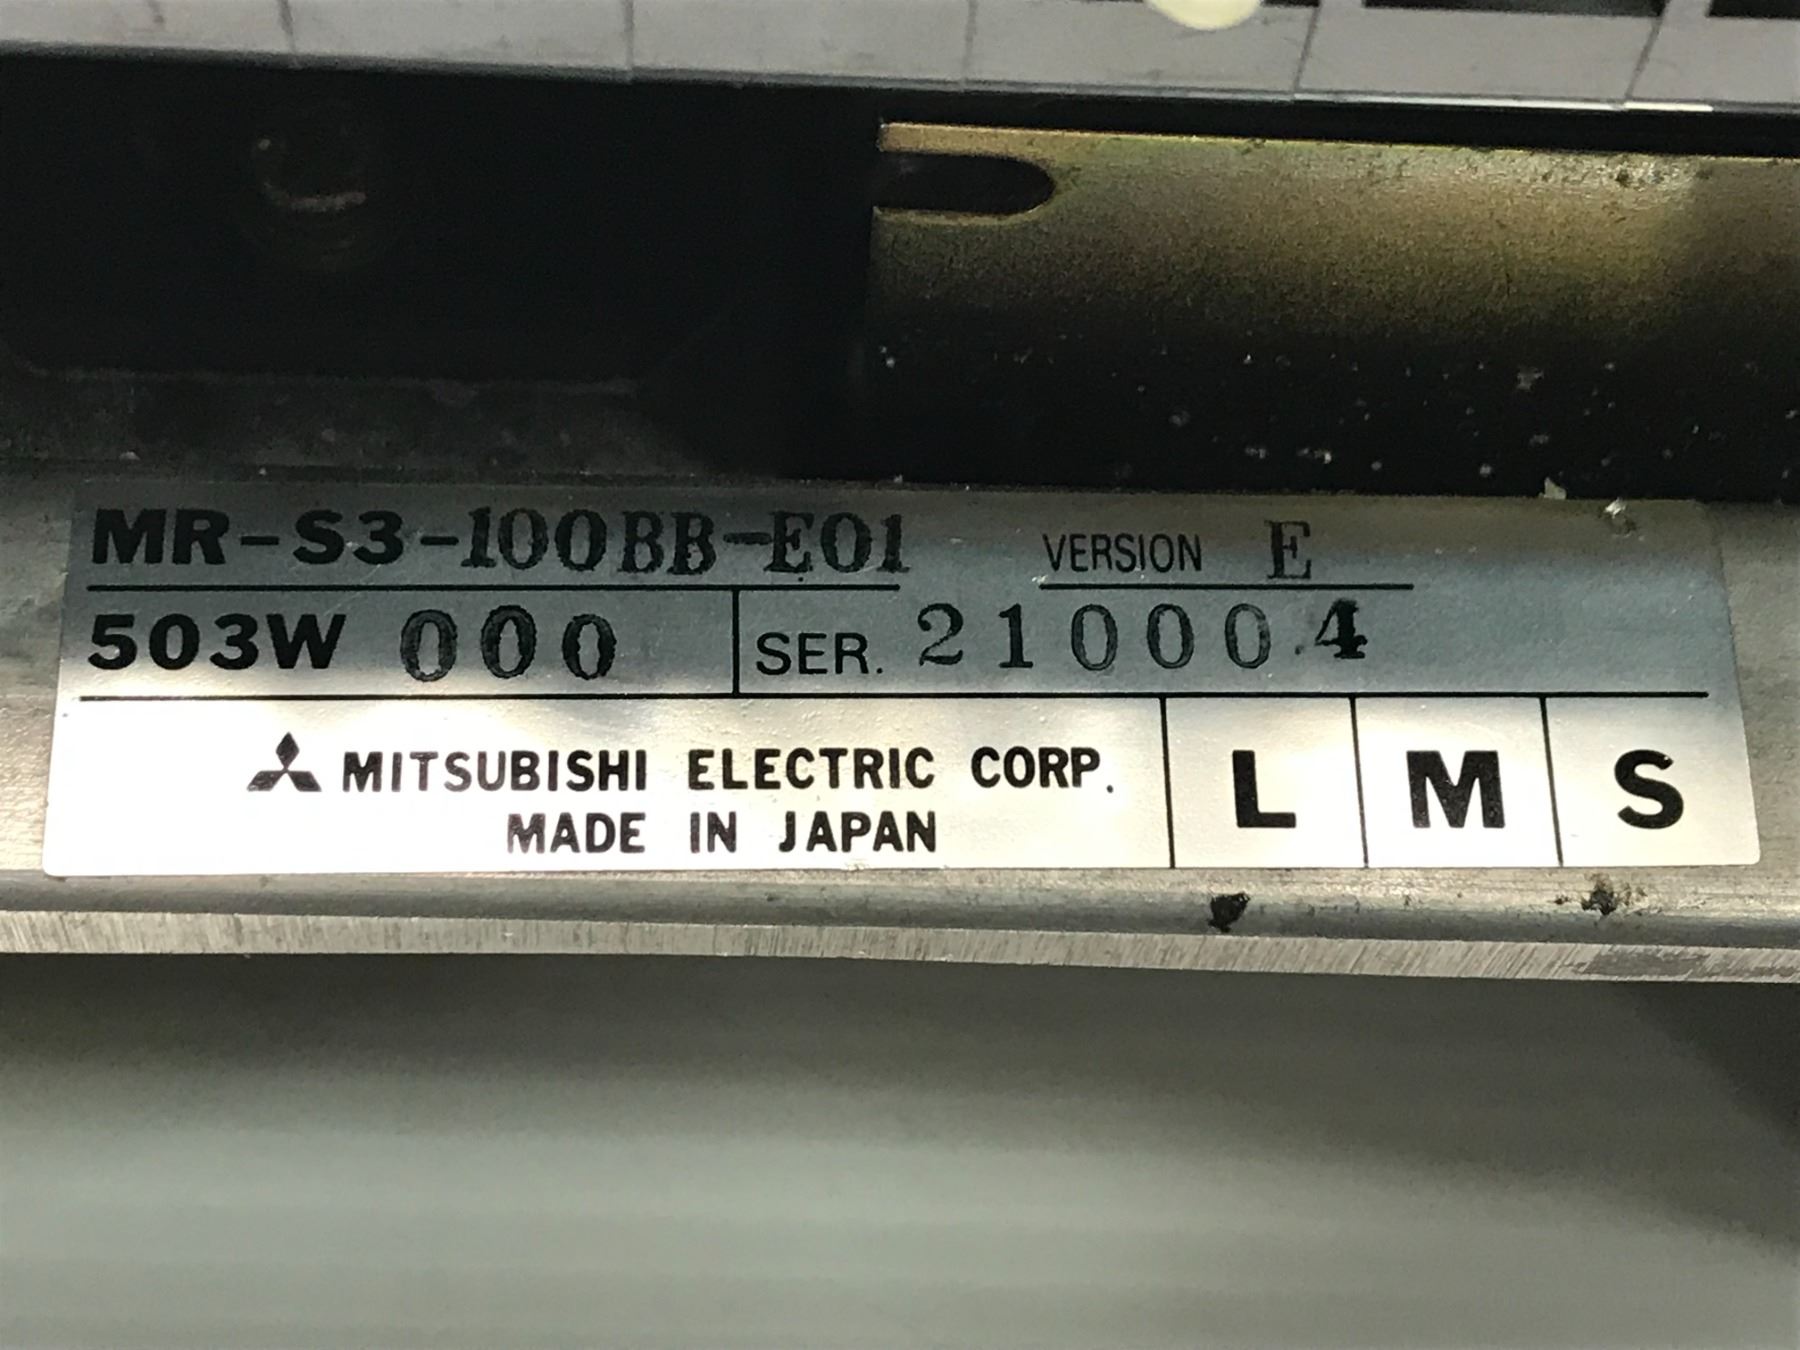 MR-S3-100BB-E01 VERSION E
503W 000 SER. 210004
MITSUBISHI ELECTRIC CORP.
MADE IN JAPAN
L M S